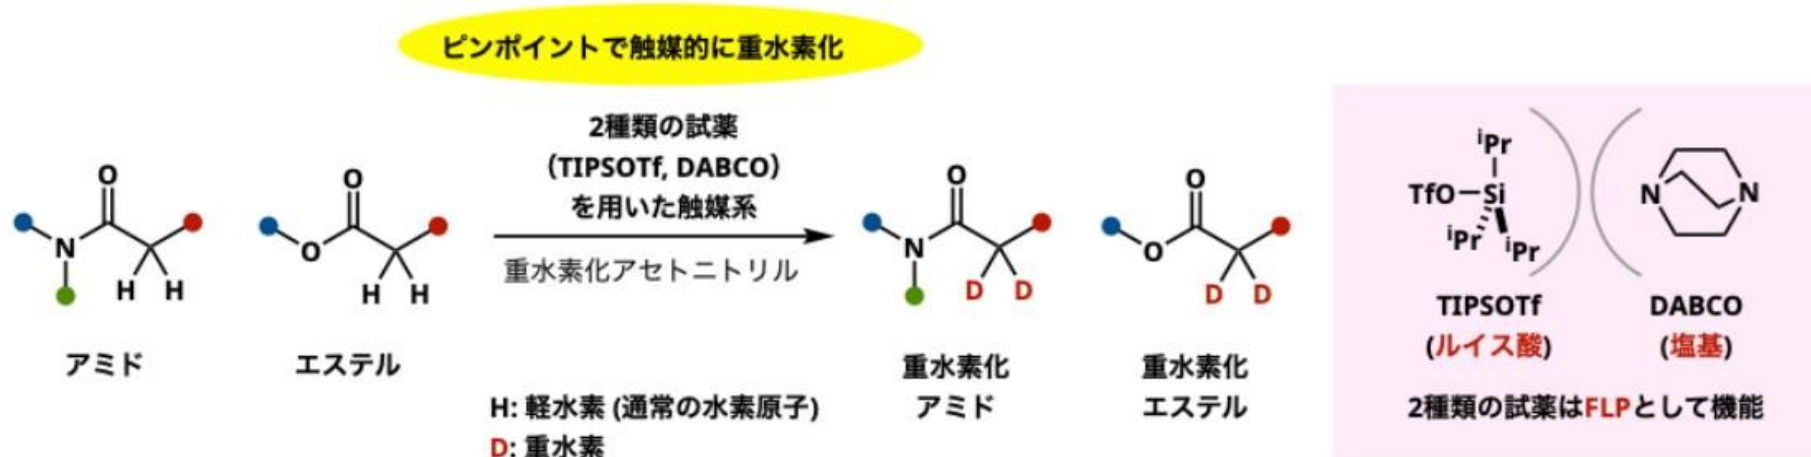 ピンポイントで触媒的に重水素化
2種類の試薬
(TIPSOTf, DABCO)
を用いた触媒系
重水素化アセトニトリル
O
N
H H
アミド
O
O
H H
エステル
O
N
D D
重水素化
アミド
O
O
D D
重水素化
エステル
H: 軽水素 (通常の水素原子)
D: 重水素
iPr
TfO Si
iPr iPr
TIPSOTf
(ルイス酸)
N N
DABCO
(塩基)
2種類の試薬はFLPとして機能